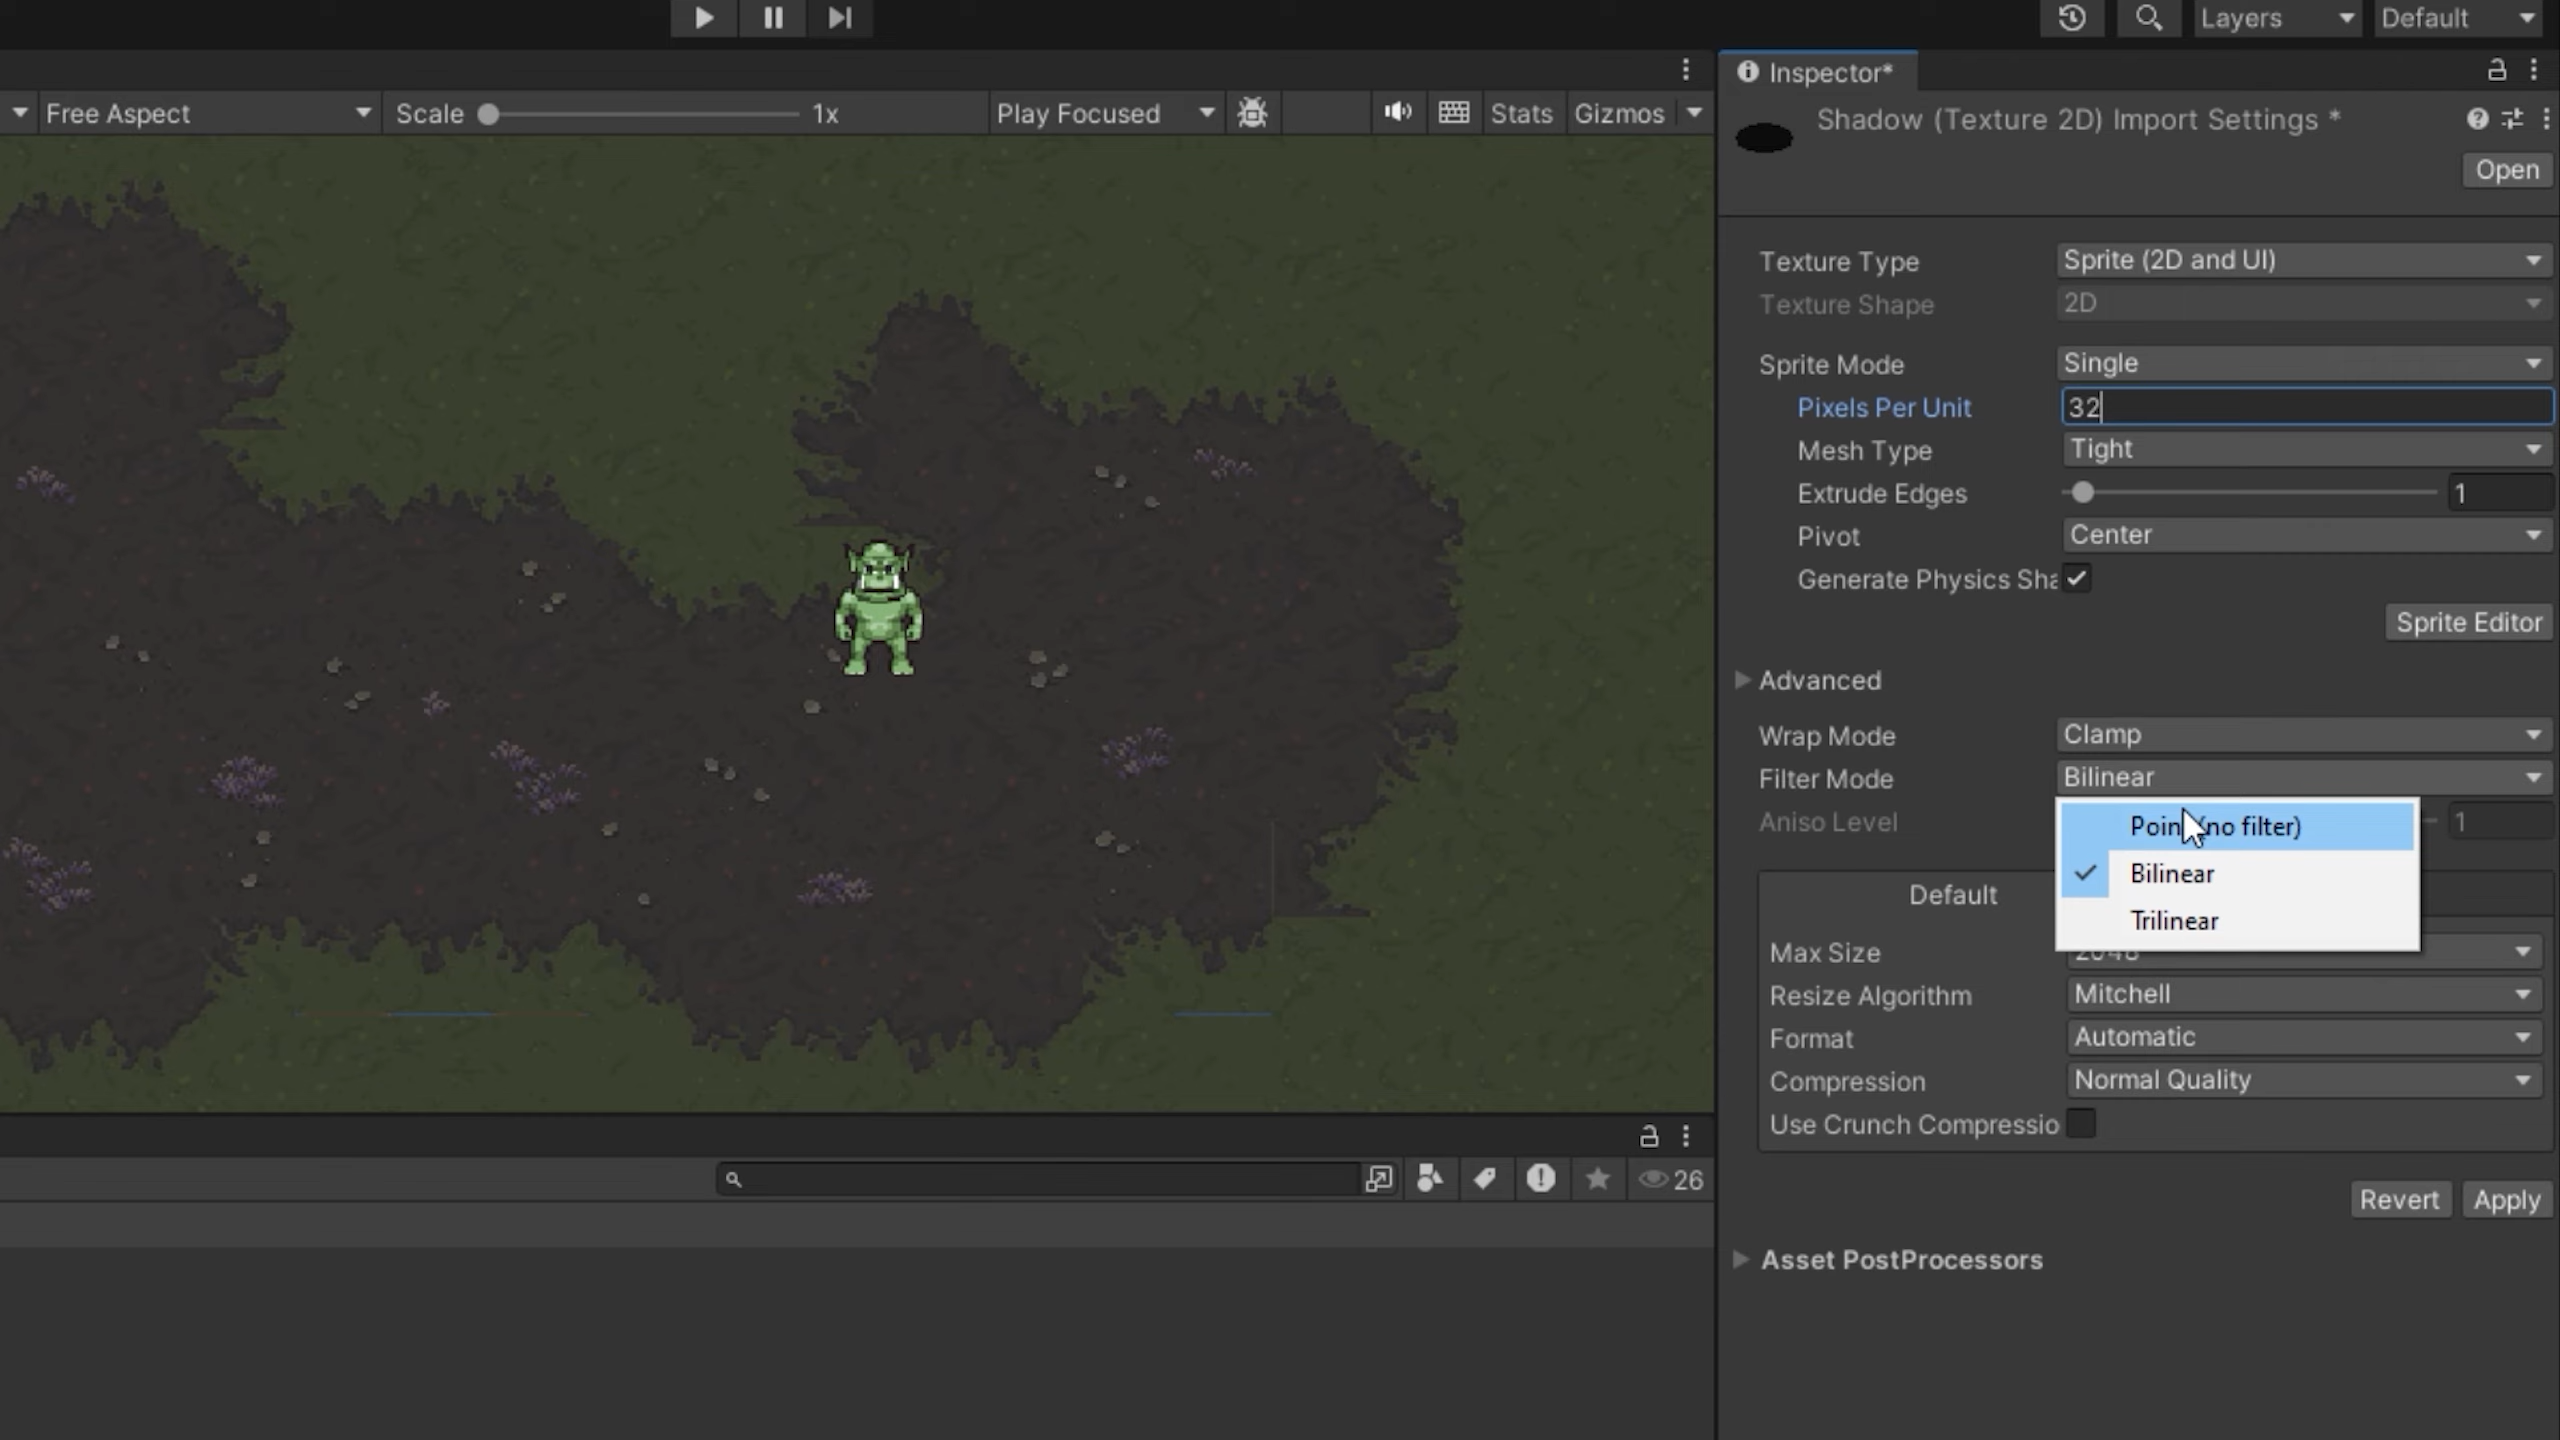 Layers
Default
Inspector*
Free Aspect
Scale
1x
Play Focused
Stats
Gizmos
Shadow (Texture 2D) Import Settings *
Open
Texture Type
Sprite (2D and UI)
Texture Shape
2D
Sprite Mode
Single
Pixels Per Unit
32
Mesh Type
Tight
Extrude Edges
1
Pivot
Center
Generate Physics Sha
Sprite Editor
Advanced
Wrap Mode
Clamp
Filter Mode
Bilinear
Aniso Level
1
Point (no filter)
Bilinear
Trilinear
Default
Max Size
2048
Resize Algorithm
Mitchell
Format
Automatic
Compression
Normal Quality
Use Crunch Compressio
26
Revert
Apply
Asset PostProcessors